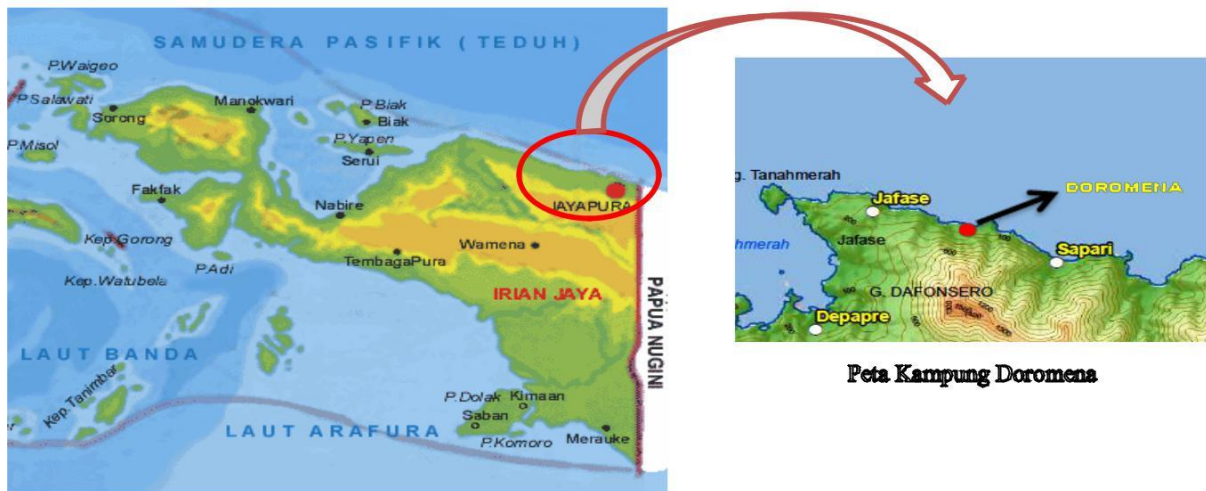 SAMUDERA PASIFIK ( TEDUH)
P.Waigeo
P.Salawati
Sorong
Manokwari
P.Biak
Biak
P.Misol
P.Yapen
Serui
Fakfak
Nabire
JAYAPURA
Kep.Gorong
P.Adi
Wamena
TembagaPura
Kep.Watubela
IRIAN JAYA
PAPUA NUGINI
LAUT BANDA
Kep.Tanimbar
P.Dolak
Kimaan
Saban
LAUT ARAFURA
P.Komoro
Merauke
g. Tanahmerah
Jafase
DOROMENA
Jafase
Sapari
ahmerah
G. DAFONSERO
Depapre
Peta Kampung Doromena